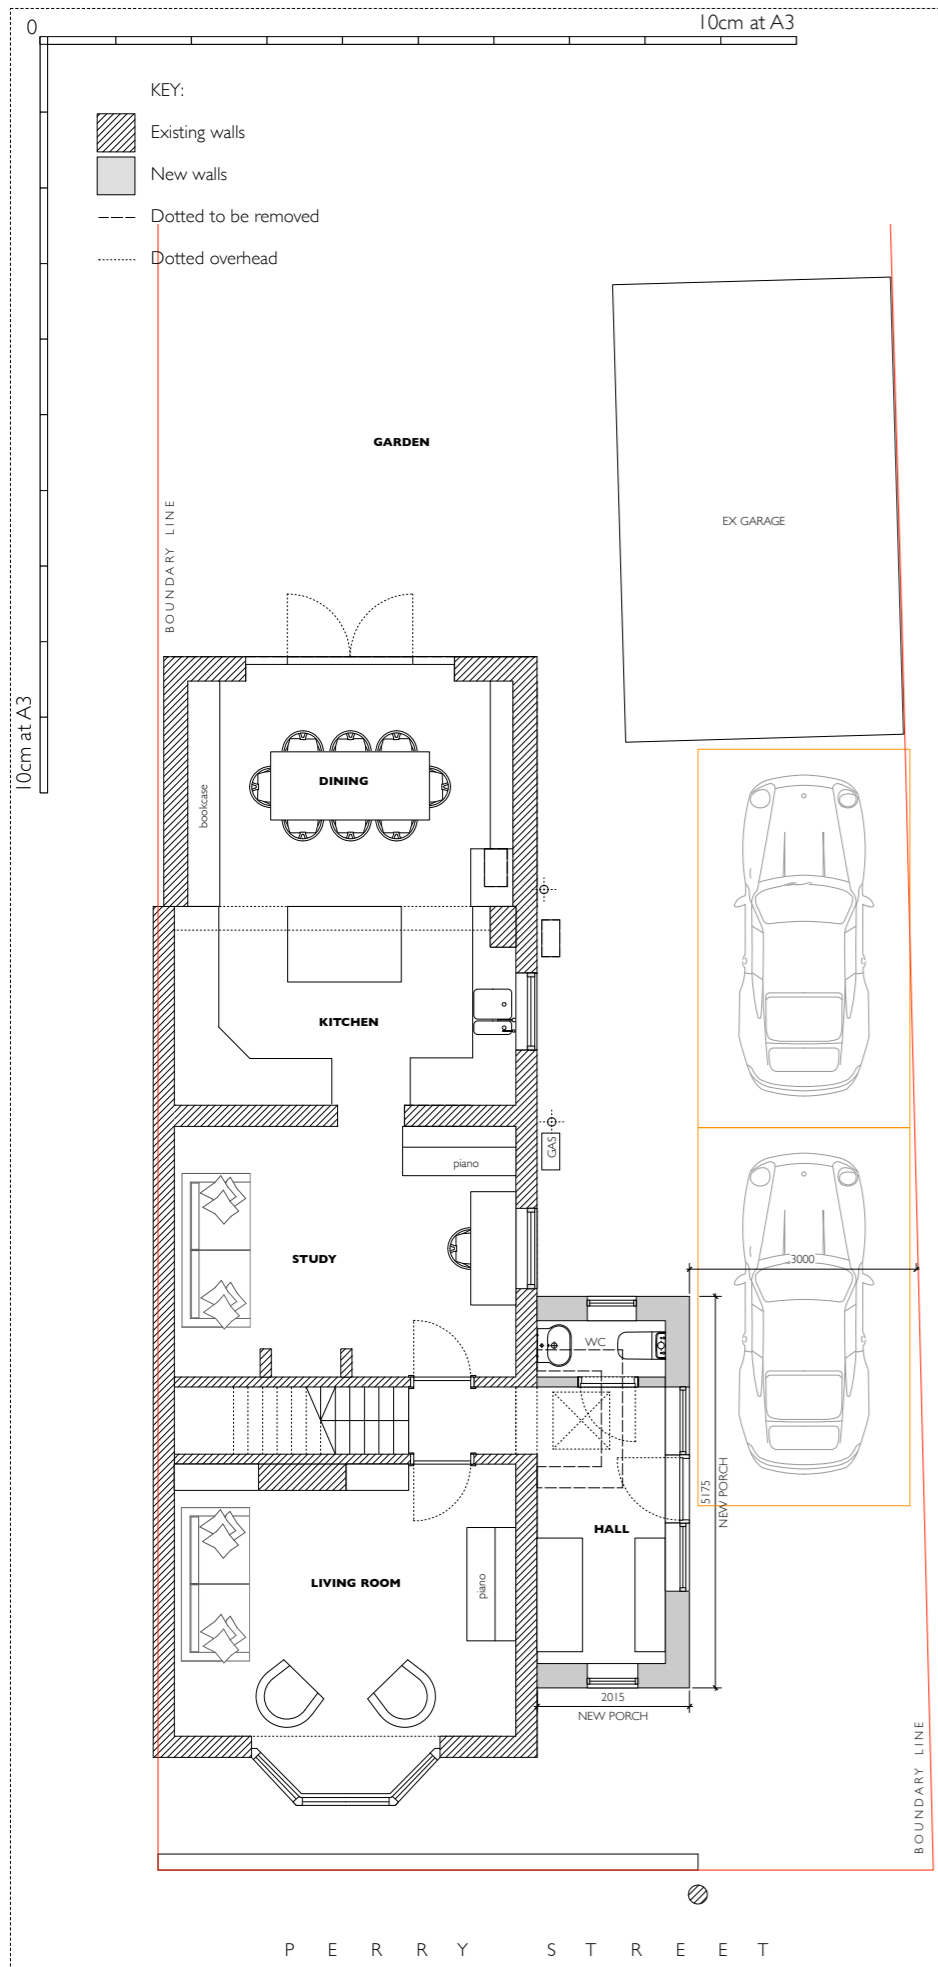 0
10cm at A3
KEY:
Existing walls
New walls
Dotted to be removed
Dotted overhead
GARDEN
BOUNDARY LINE
EX GARAGE
10cm at A3
DINING
bookcase
KITCHEN
GAS
piano
STUDY
3000
WC
5175
NEW PORCH
HALL
LIVING ROOM
piano
2015
NEW PORCH
BOUNDARY LINE
PERRY STREET